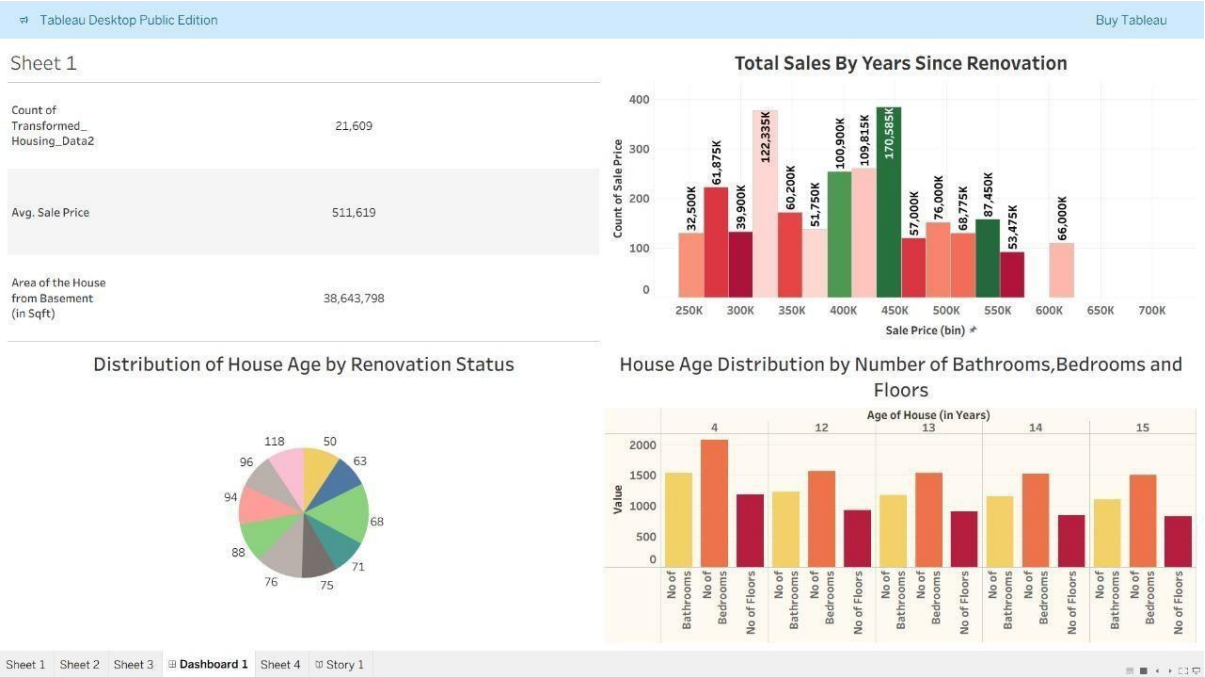 Tableau Desktop Public Edition
Buy Tableau
Sheet 1
Count of
Transformed_
Housing_Data2
21,609
Avg. Sale Price
511,619
Area of the House
from Basement
(in Sqft)
38,643,798
Total Sales By Years Since Renovation
Count of Sale Price
400
300
200
100
0
32,500K
61,875K
39,900K
122,335K
60,200K
51,750K
100,900K
109,815K
170,585K
57,000K
76,000K
68,775K
87,450K
53,475K
66,000K
250K 300K 350K 400K 450K 500K 550K 600K 650K 700K
Sale Price (bin)
Distribution of House Age by Renovation Status
118
50
96
63
94
68
88
71
76
75
House Age Distribution by Number of Bathrooms,Bedrooms and
Floors
Age of House (in Years)
4 12 13 14 15
Value
2000
1500
1000
500
0
No of
Bathrooms
No of
Bedrooms
No of Floors
No of
Bathrooms
No of
Bedrooms
No of Floors
No of
Bathrooms
No of
Bedrooms
No of Floors
No of
Bathrooms
No of
Bedrooms
No of Floors
No of
Bathrooms
No of
Bedrooms
No of Floors
Sheet 1 Sheet 2 Sheet 3 Dashboard 1 Sheet 4 Story 1